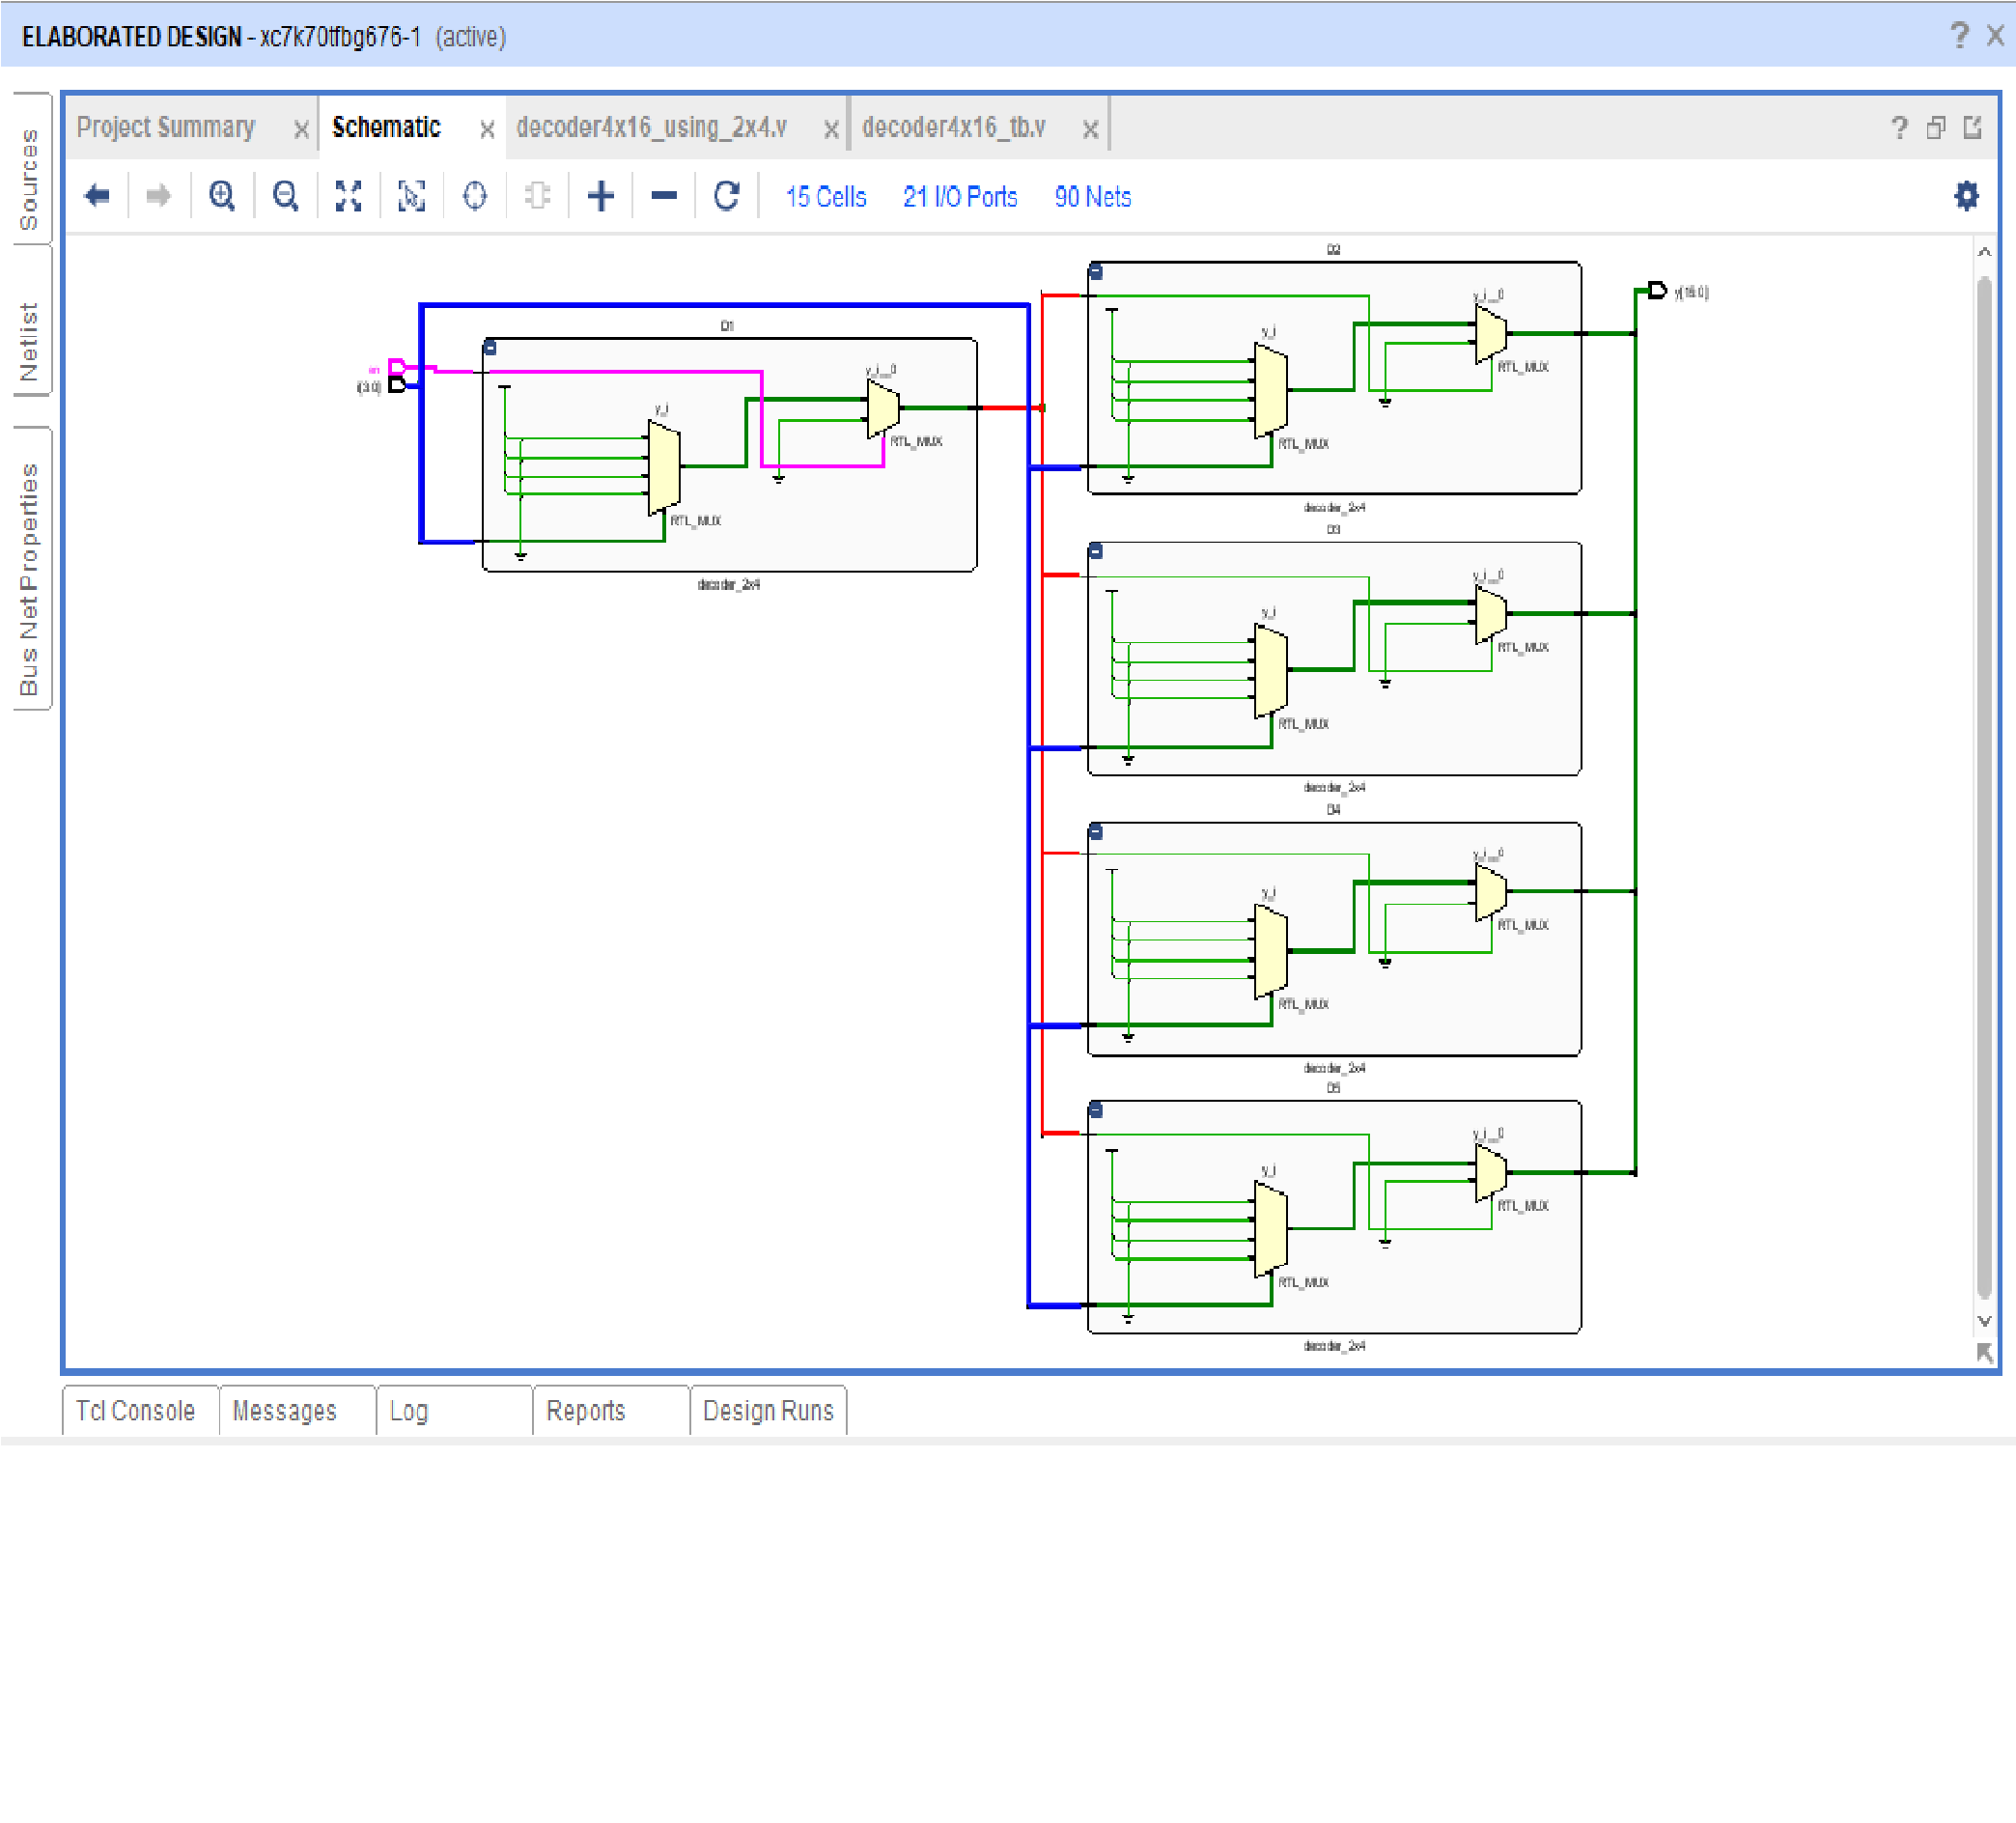 ELABORATED DESIGN - xc7k70tfbg676-1 (active)
Sources
Netlist
Bus Net Properties
Project Summary
Schematic
decoder4x16_using_2x4.v
decoder4x16_tb.v
15 Cells
21 I/O Ports
90 Nets
en
i[3:0]
D1
y_i
RTL_MUX
y_i__0
RTL_MUX
decoder_2x4
D2
y_i
RTL_MUX
y_i__0
RTL_MUX
decoder_2x4
D3
y_i
RTL_MUX
y_i__0
RTL_MUX
decoder_2x4
D4
y_i
RTL_MUX
y_i__0
RTL_MUX
decoder_2x4
D5
y_i
RTL_MUX
y_i__0
RTL_MUX
decoder_2x4
y[15:0]
Tcl Console
Messages
Log
Reports
Design Runs